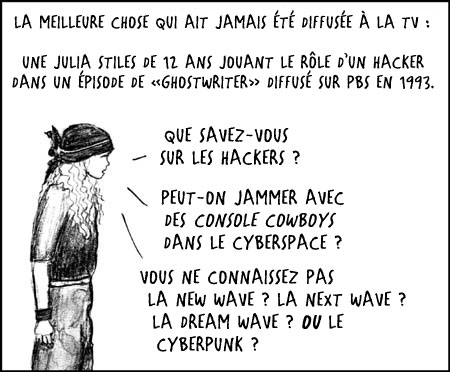 LA MEILLEURE CHOSE QUI AIT JAMAIS ÉTÉ DIFFUSÉE À LA TV :
UNE JULIA STILES DE 12 ANS JOUANT LE RÔLE D'UN HACKER
DANS UN ÉPISODE DE «GHOSTWRITER» DIFFUSÉ SUR PBS EN 1993.
QUE SAVEZ-VOUS
SUR LES HACKERS ?
PEUT-ON JAMMER AVEC
DES CONSOLE COWBOYS
DANS LE CYBERSPACE ?
VOUS NE CONNAISSEZ PAS
LA NEW WAVE ? LA NEXT WAVE ?
LA DREAM WAVE ? OU LE
CYBERPUNK ?